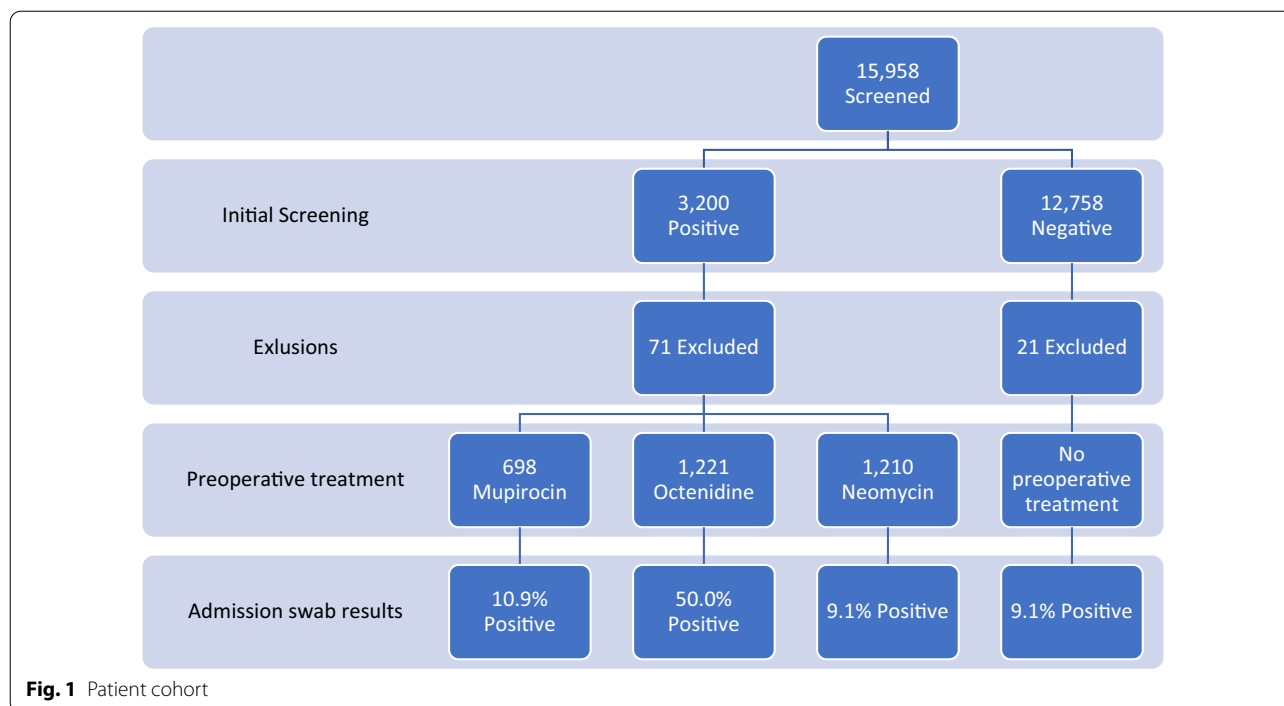 15,958
Screened
Initial Screening
3,200
Positive
12,758
Negative
Exlusions
71 Excluded
21 Excluded
Preoperative treatment
698
Mupirocin
1,221
Octenidine
1,210
Neomycin
No
preoperative
treatment
Admission swab results
10.9%
Positive
50.0%
Positive
9.1% Positive
9.1% Positive
Fig. 1 Patient cohort